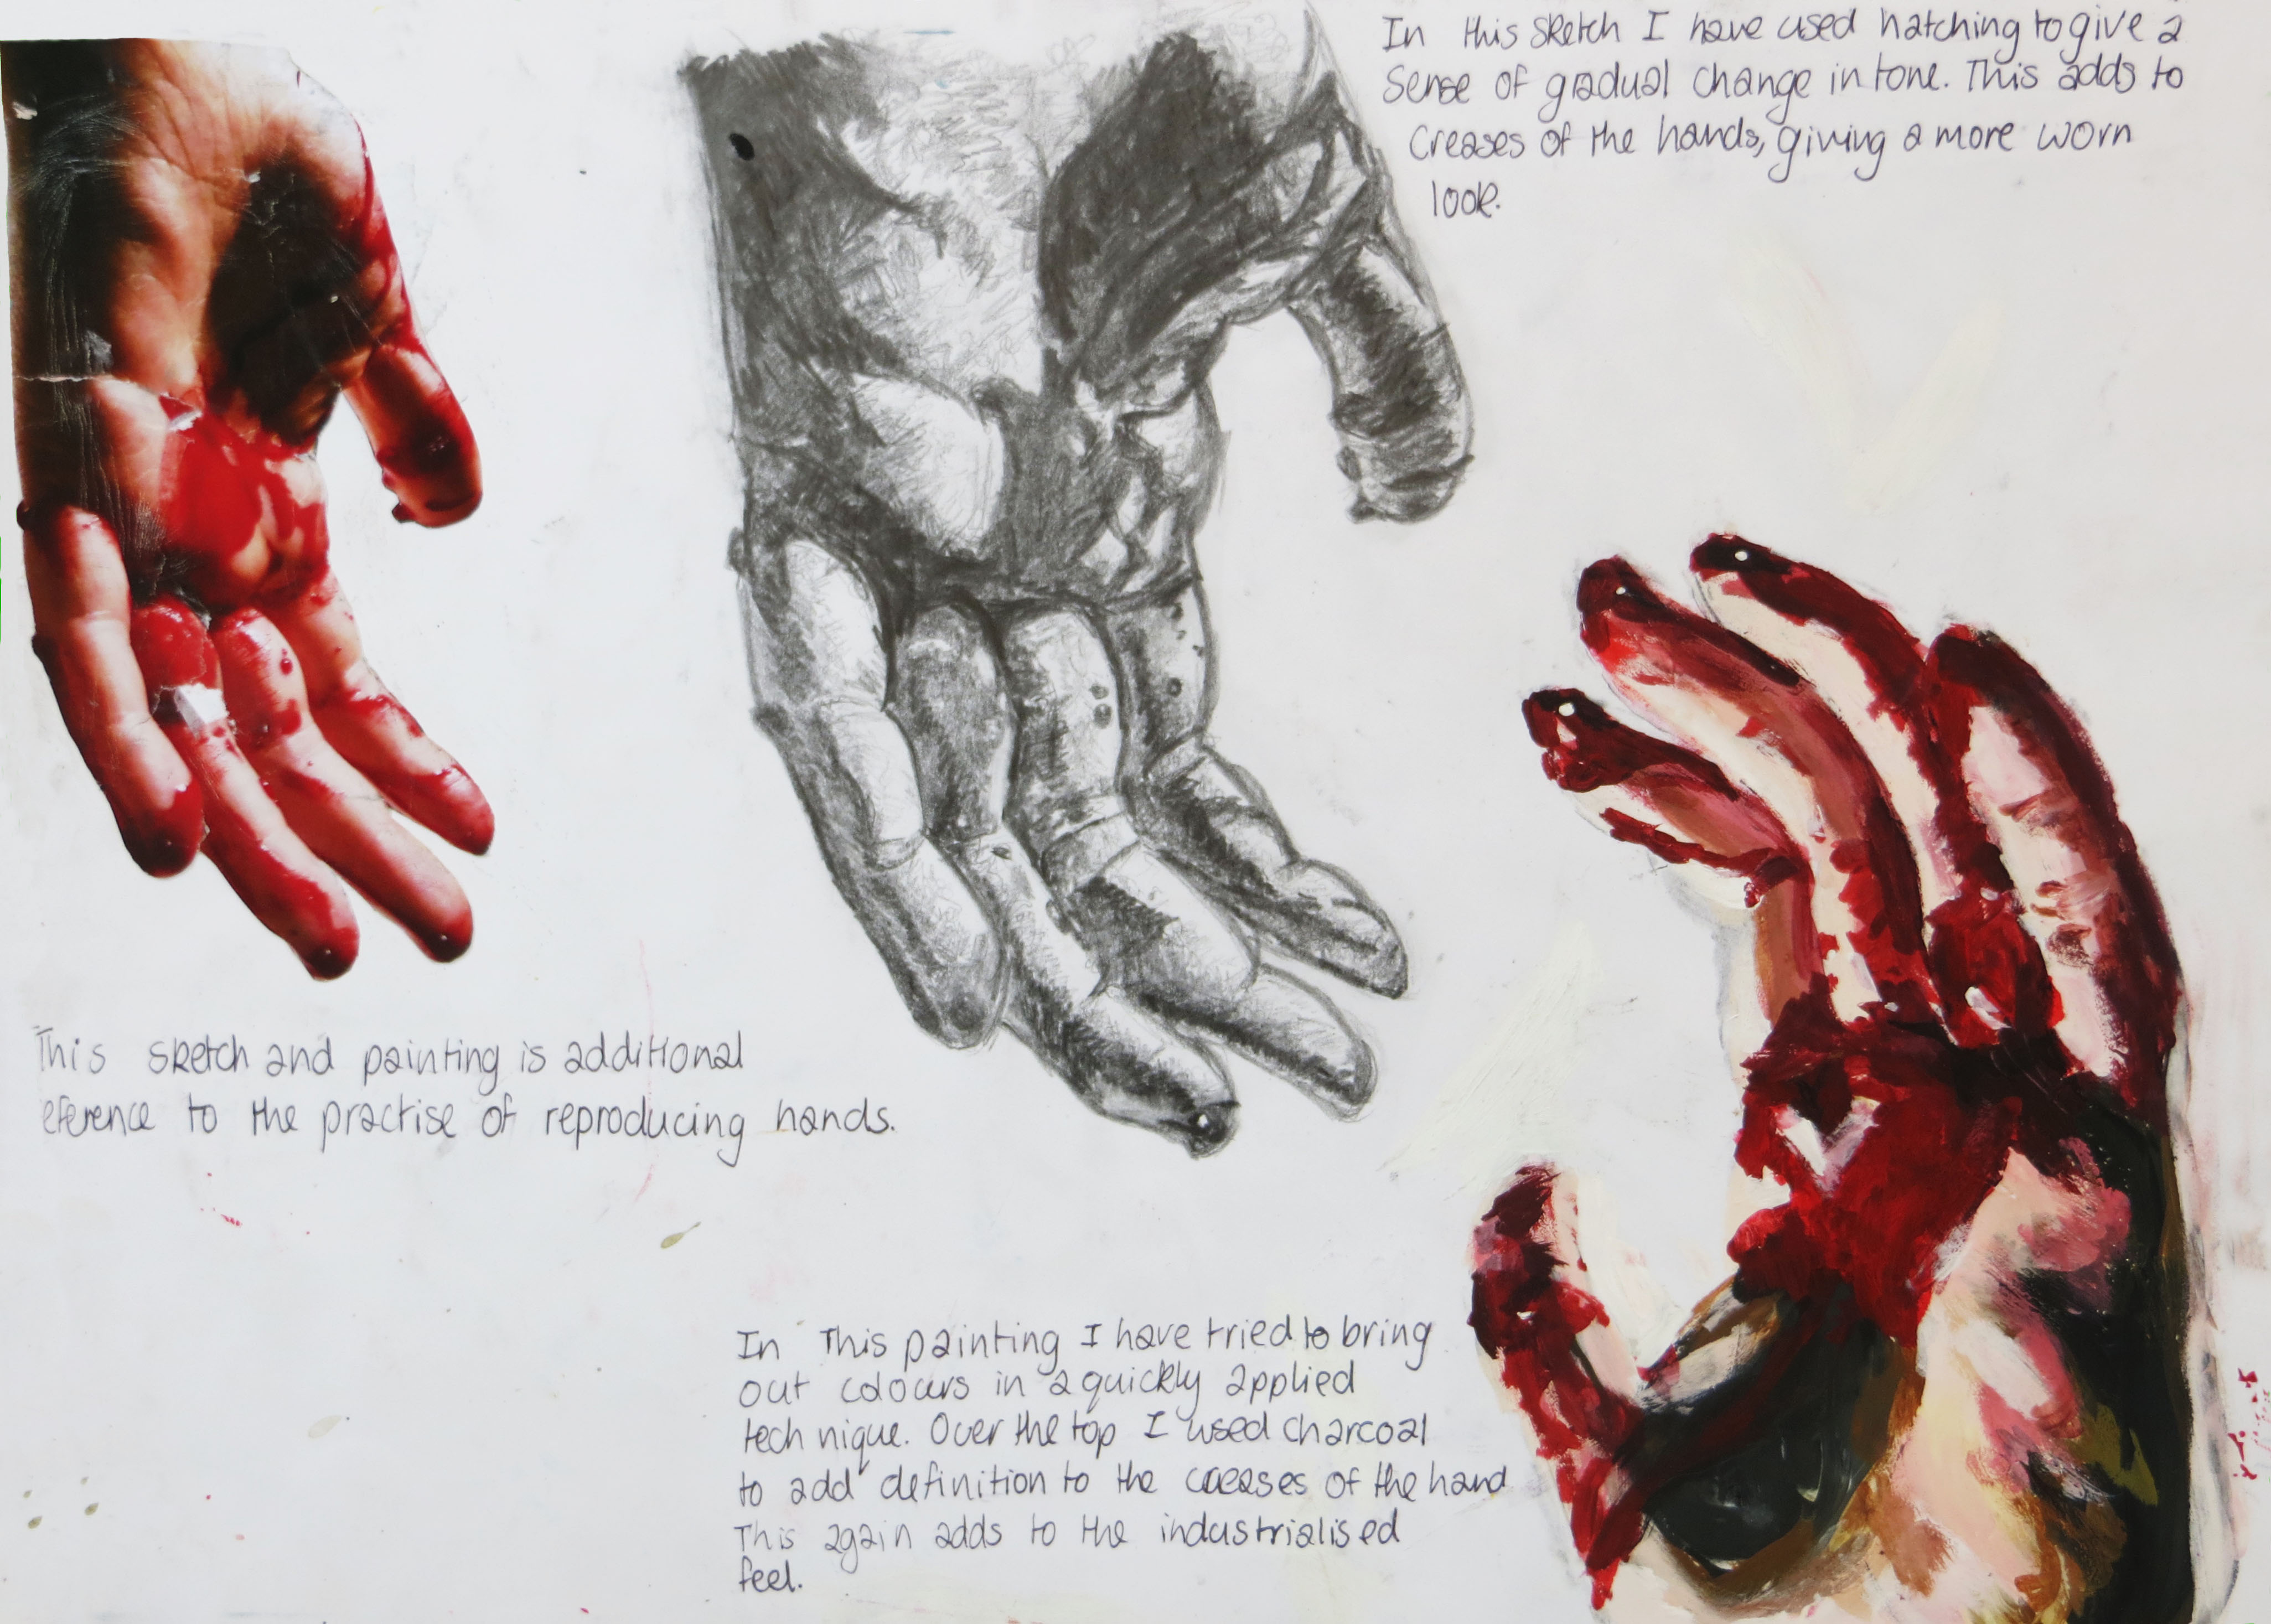 In this sketch I have used hatching to give a
sense of gradual change in tone. This adds to
creases of the hands, giving a more worn
look.
This sketch and painting is additional
eference to the practise of reproducing hands.
In This painting I have tried to bring
out colours in a quickly applied
technique. Over the top I used charcoal
to add definition to the creases of the hand
This again adds to the industrialised
feel.